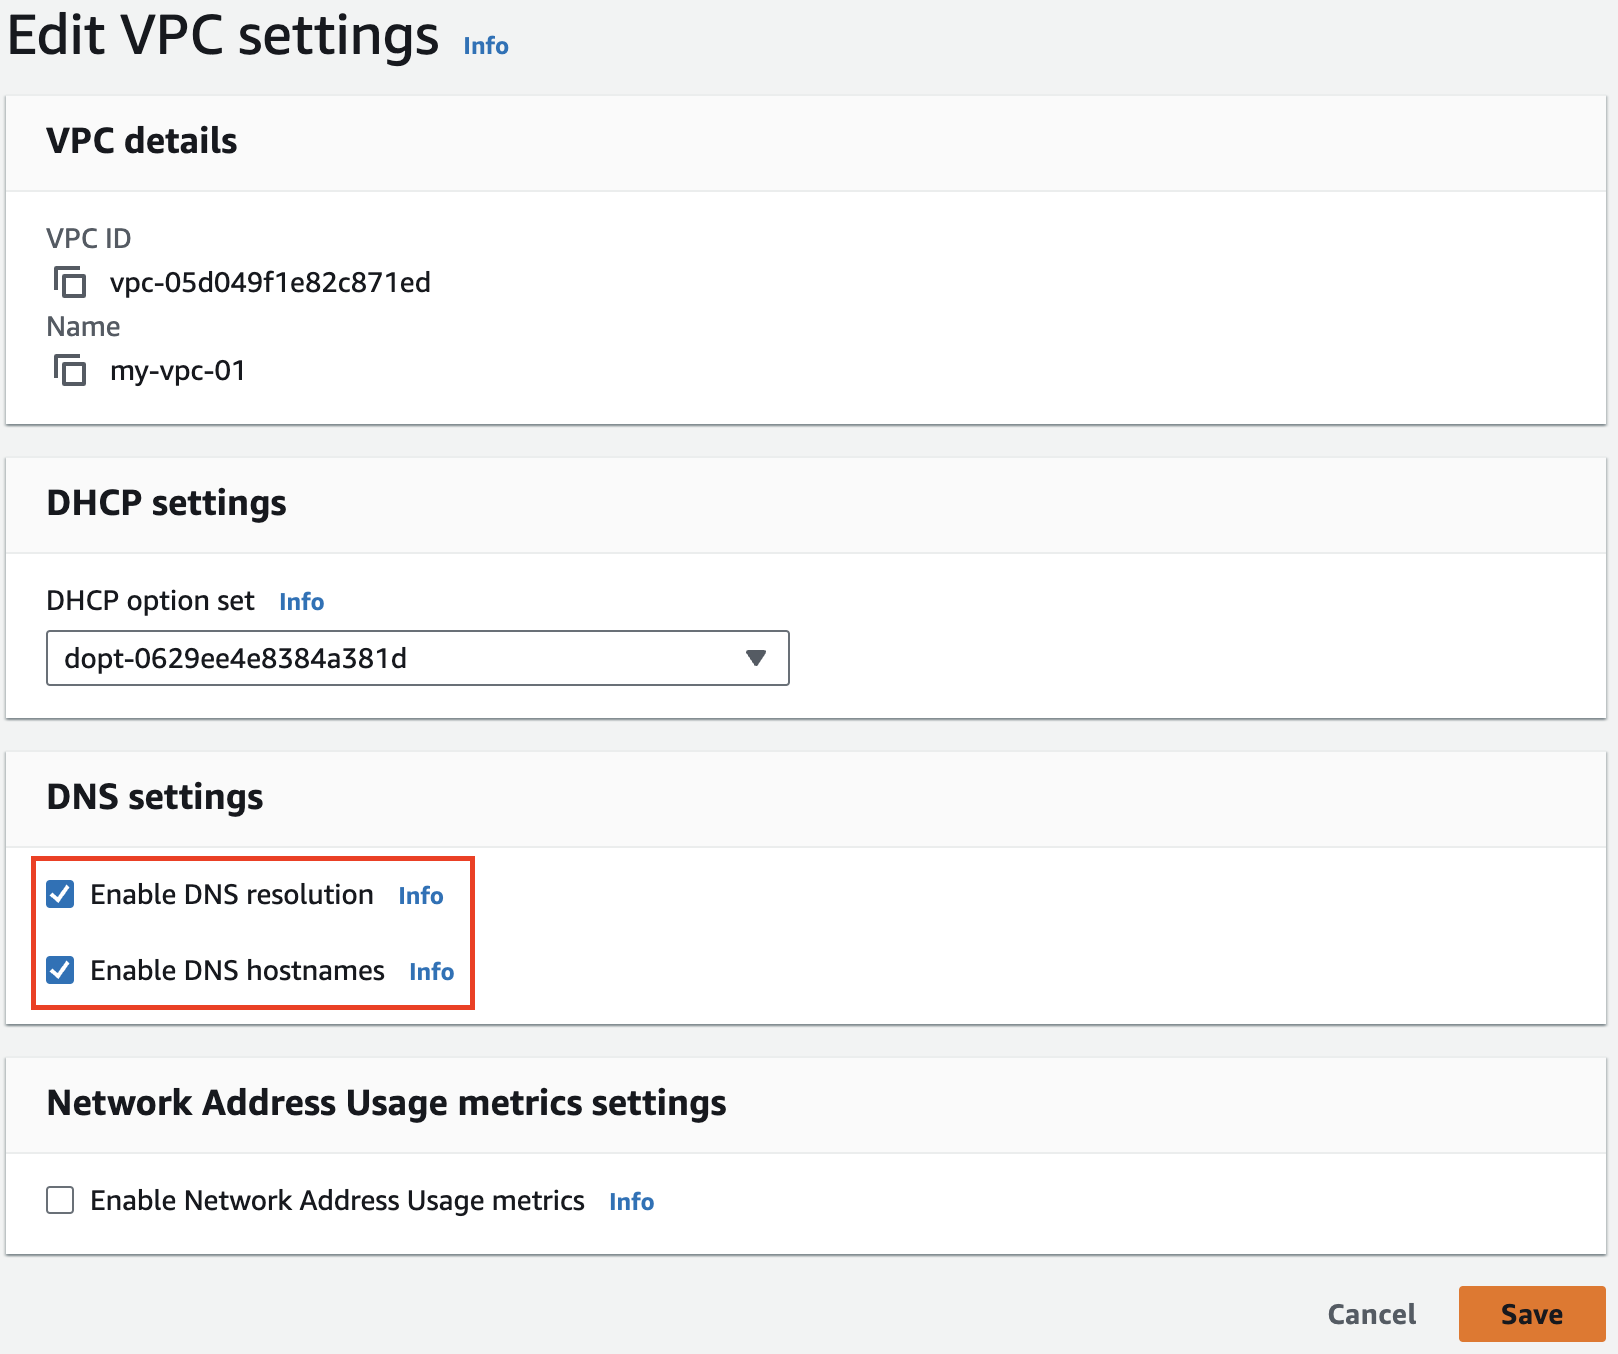 Edit VPC settings Info
VPC details
VPC ID
vpc-05d049f1e82c871ed
Name
my-vpc-01
DHCP settings
DHCP option set Info
dopt-0629ee4e8384a381d
DNS settings
Enable DNS resolution Info
Enable DNS hostnames Info
Network Address Usage metrics settings
Enable Network Address Usage metrics Info
Cancel Save